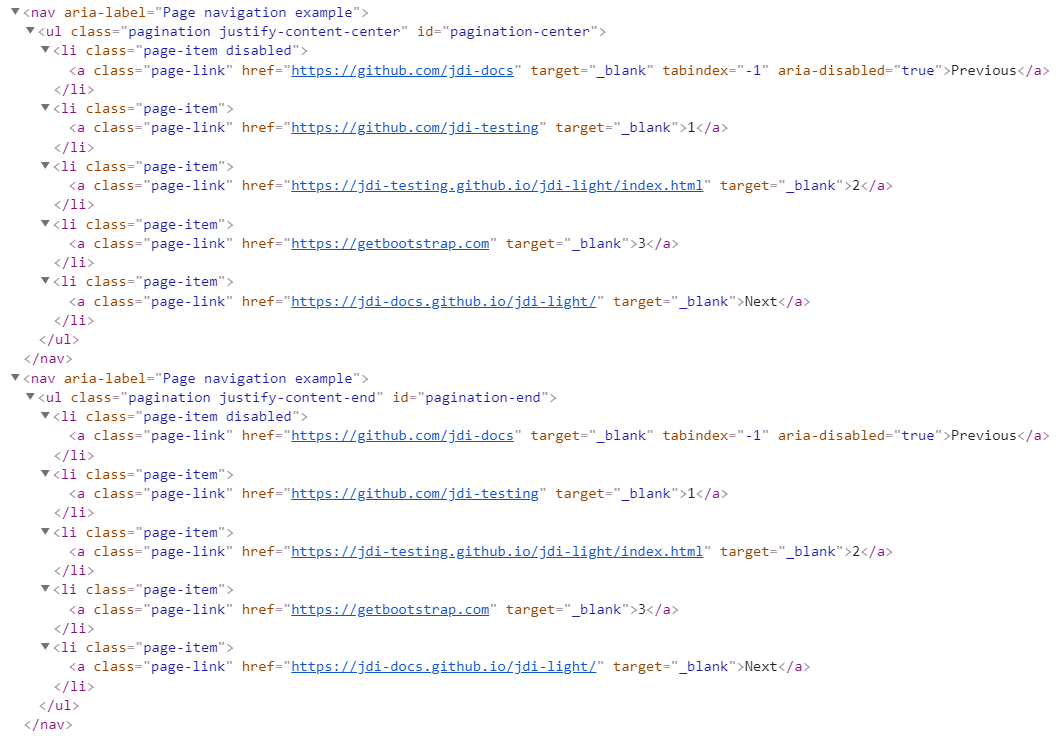 ▼<nav aria-label="Page navigation example">
▼<ul class="pagination justify-content-center" id="pagination-center">
▼<li class="page-item disabled">
<a class="page-link" href="https://github.com/jdi-docs" target="_blank" tabindex="-1" aria-disabled="true">Previous</a>
</li>
▼<li class="page-item">
<a class="page-link" href="https://github.com/jdi-testing" target="_blank">1</a>
</li>
▼<li class="page-item">
<a class="page-link" href="https://jdi-testing.github.io/jdi-light/index.html" target="_blank">2</a>
</li>
▼<li class="page-item">
<a class="page-link" href="https://getbootstrap.com" target="_blank">3</a>
</li>
▼<li class="page-item">
<a class="page-link" href="https://jdi-docs.github.io/jdi-light/" target="_blank">Next</a>
</li>
</ul>
</nav>
▼<nav aria-label="Page navigation example">
▼<ul class="pagination justify-content-end" id="pagination-end">
▼<li class="page-item disabled">
<a class="page-link" href="https://github.com/jdi-docs" target="_blank" tabindex="-1" aria-disabled="true">Previous</a>
</li>
▼<li class="page-item">
<a class="page-link" href="https://github.com/jdi-testing" target="_blank">1</a>
</li>
▼<li class="page-item">
<a class="page-link" href="https://jdi-testing.github.io/jdi-light/index.html" target="_blank">2</a>
</li>
▼<li class="page-item">
<a class="page-link" href="https://getbootstrap.com" target="_blank">3</a>
</li>
▼<li class="page-item">
<a class="page-link" href="https://jdi-docs.github.io/jdi-light/" target="_blank">Next</a>
</li>
</ul>
</nav>